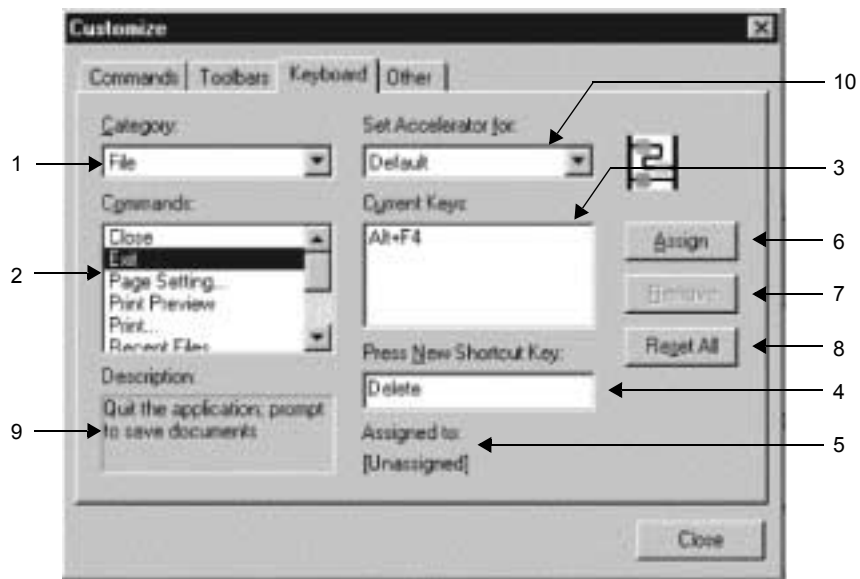 Customize
Commands Toolbars Keyboard Other
10
Category: Set Accelerator for:
1 File Default
3
Commands: Current Keys:
Close Alt+F4
Exit
Assign 6
2 Page Setting...
Print Preview
Remove 7
Print...
Recent Files
Reset All 8
Press New Shortcut Key:
Description:
Delete 4
9 Quit the application; prompt
to save documents
Assigned to: 5
[Unassigned]
Close